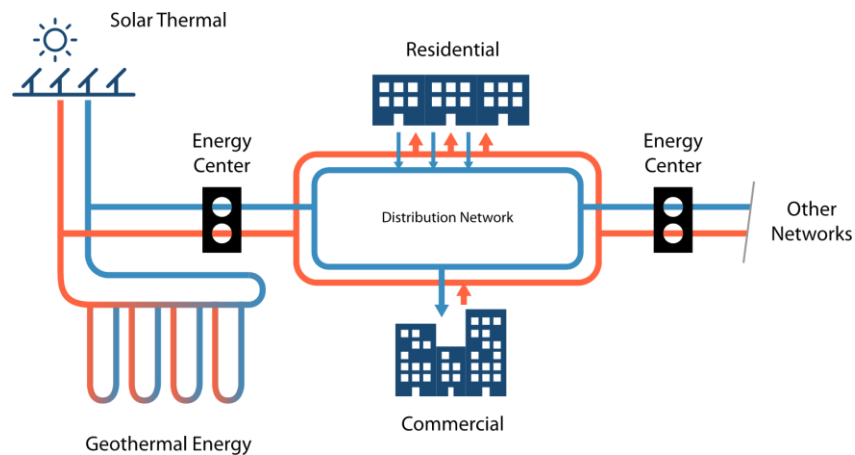 Solar Thermal
Residential
Energy
Center
Energy
Center
Distribution Network
Other
Networks
Commercial
Geothermal Energy